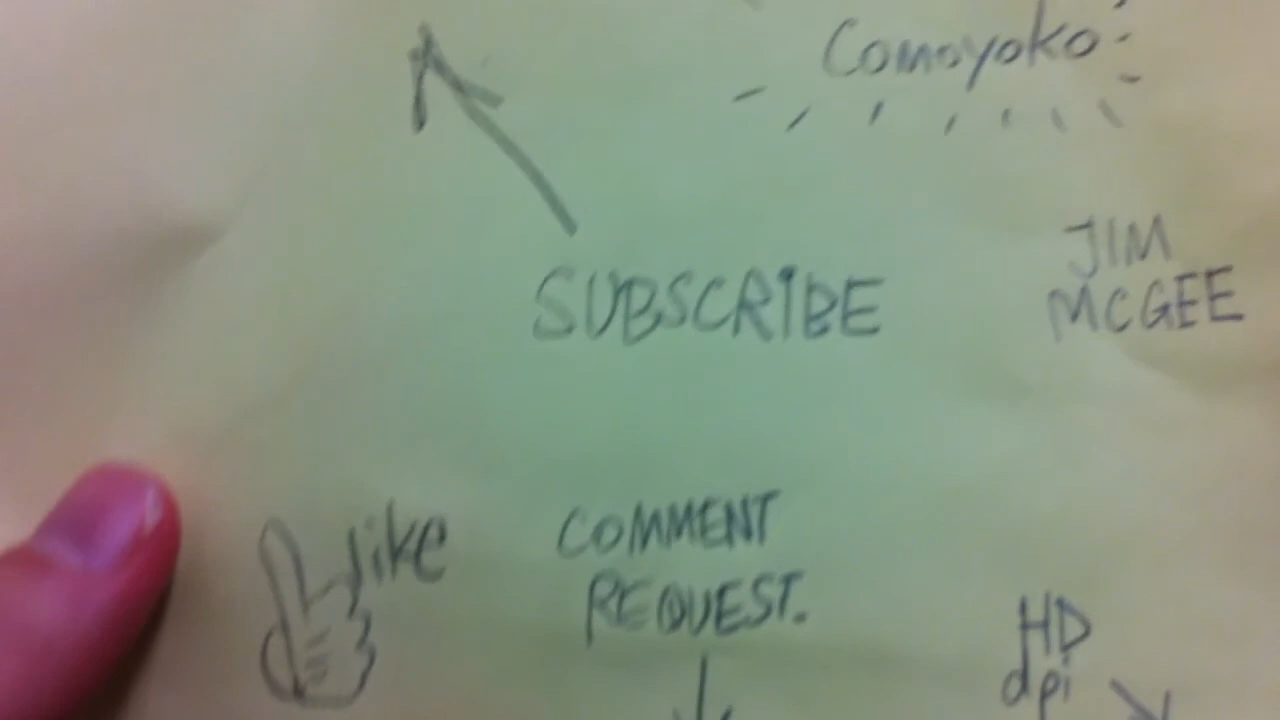 Comoyoko
SUBSCRIBE
JIM
MCGEE
like
COMMENT
REQUEST.
HD
dpi